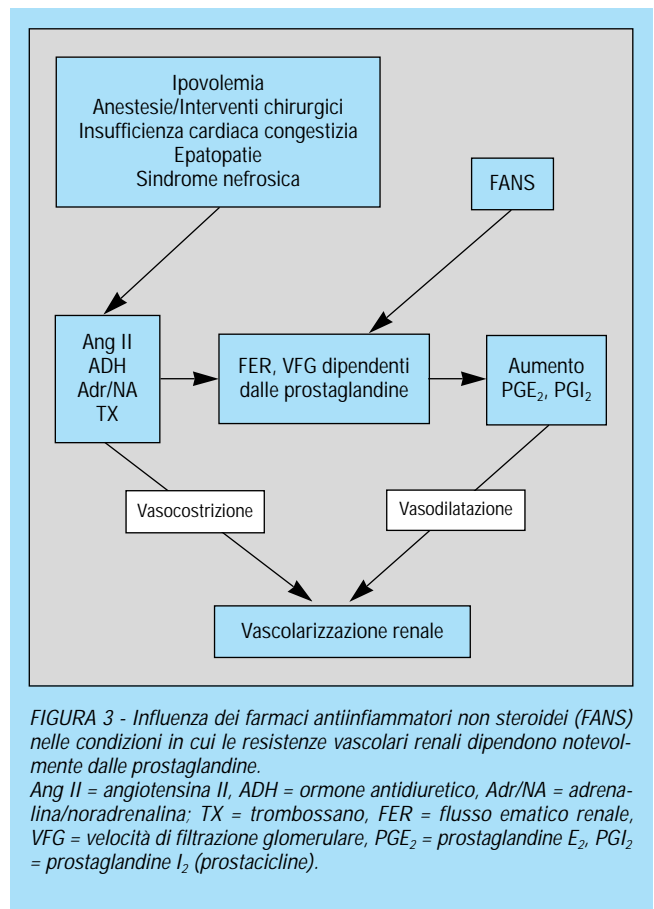 Ipovolemia
Anestesie/Interventi chirurgici
Insufficienza cardiaca congestizia
Epatopatie
Sindrome nefrosica
FANS
Ang II
ADH
Adr/NA
TX
FER, VFG dipendenti
dalle prostaglandine
Aumento
PGE₂, PGI₂
Vasocostrizione
Vasodilatazione
Vascolarizzazione renale
FIGURA 3 - Influenza dei farmaci antiinfiammatori non steroidei (FANS)
nelle condizioni in cui le resistenze vascolari renali dipendono notevol-
mente dalle prostaglandine.
Ang II = angiotensina II, ADH = ormone antidiuretico, Adr/NA = adrena-
lina/noradrenalina; TX = trombossano, FER = flusso ematico renale,
VFG = velocità di filtrazione glomerulare, PGE₂ = prostaglandine E₂, PGI₂
= prostaglandine I₂ (prostacicline).